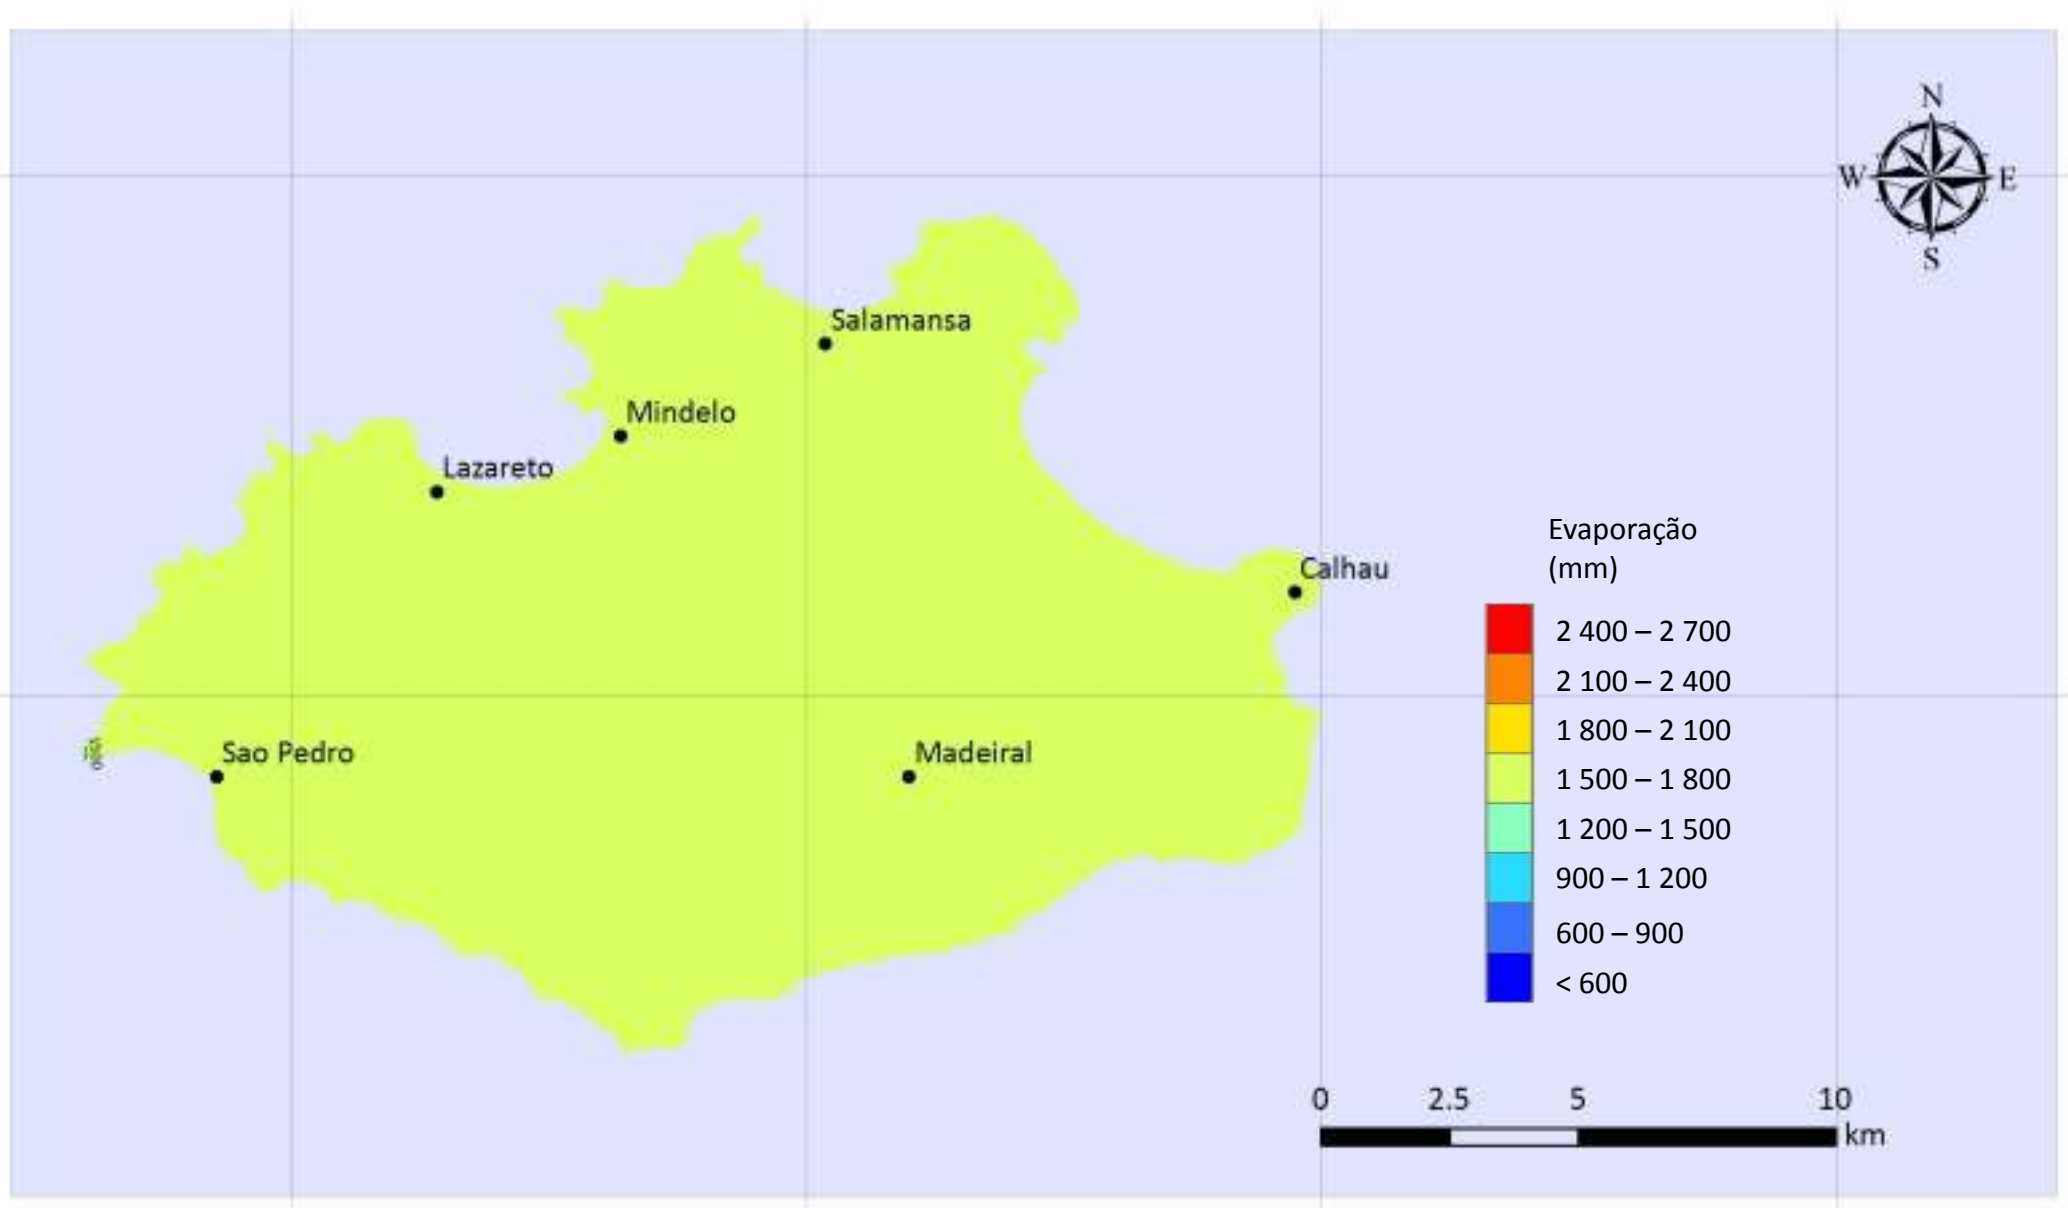 N
W E
S
Salamansa
Mindelo
Lazareto
Calhau
Sao Pedro
Madeiral
Evaporação
(mm)
2 400 – 2 700
2 100 – 2 400
1 800 – 2 100
1 500 – 1 800
1 200 – 1 500
900 – 1 200
600 – 900
< 600
0 2.5 5 10
km